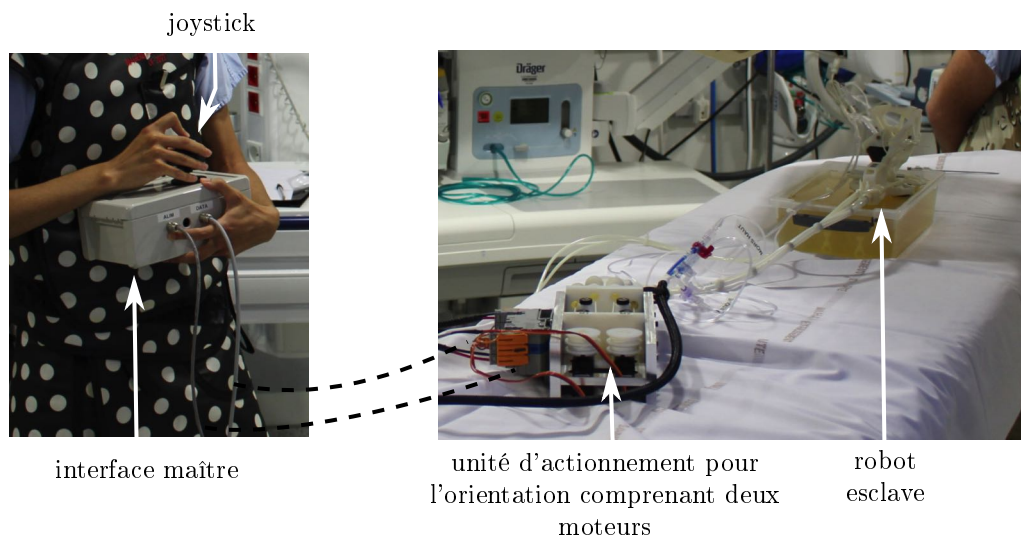 joystick
Dräger
ALIM
DATA
interface maître
unité d'actionnement pour
l'orientation comprenant deux
moteurs
robot
esclave